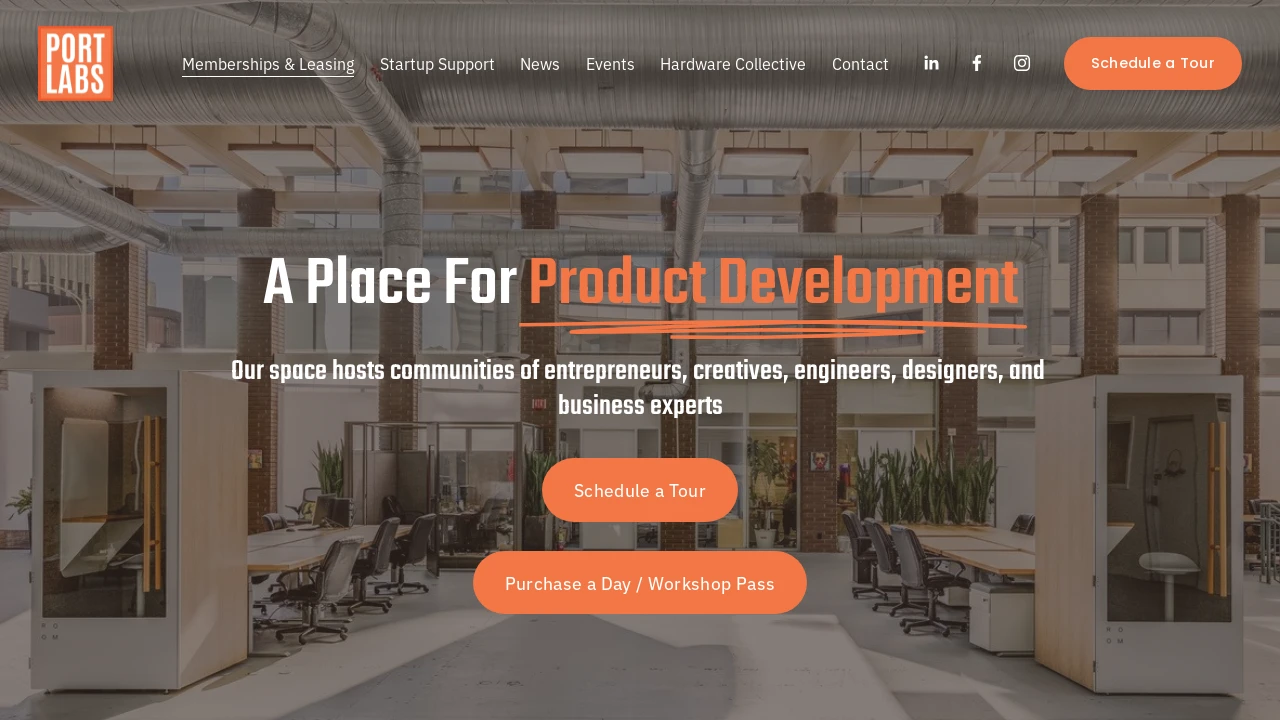 PORT
LABS
Memberships & Leasing Startup Support News Events Hardware Collective Contact
Schedule a Tour
A Place For Product Development
Our space hosts communities of entrepreneurs, creatives, engineers, designers, and
business experts
Schedule a Tour
Purchase a Day / Workshop Pass
R O
O M
R O
O M